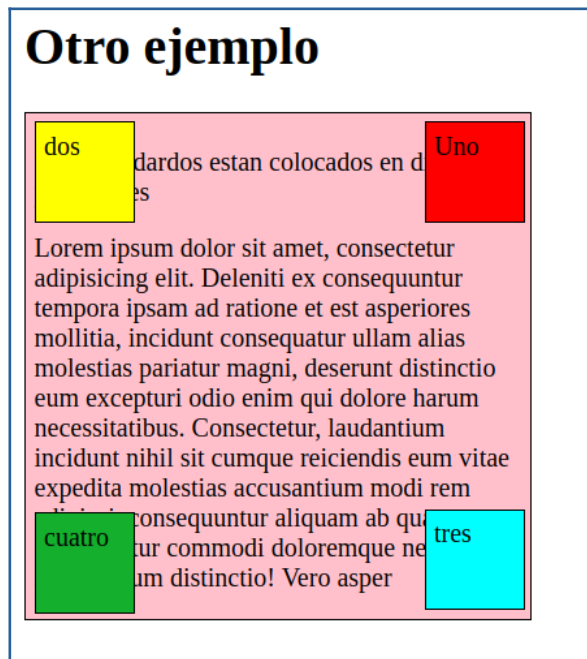 Otro ejemplo
dos
Uno
dardos estan colocados en d
es
Lorem ipsum dolor sit amet, consectetur
adipisicing elit. Deleniti ex consequuntur
tempora ipsam ad ratione et est asperiores
mollitia, incidunt consequatur ullam alias
molestias pariatur magni, deserunt distinctio
eum excepturi odio enim qui dolore harum
necessitatibus. Consectetur, laudantium
incidunt nihil sit cumque reiciendis eum vitae
expedita molestias accusantium modi rem
consequuntur aliquam ab qu
cuatro
tres
tur commodi doloremque ne
um distinctio! Vero asper